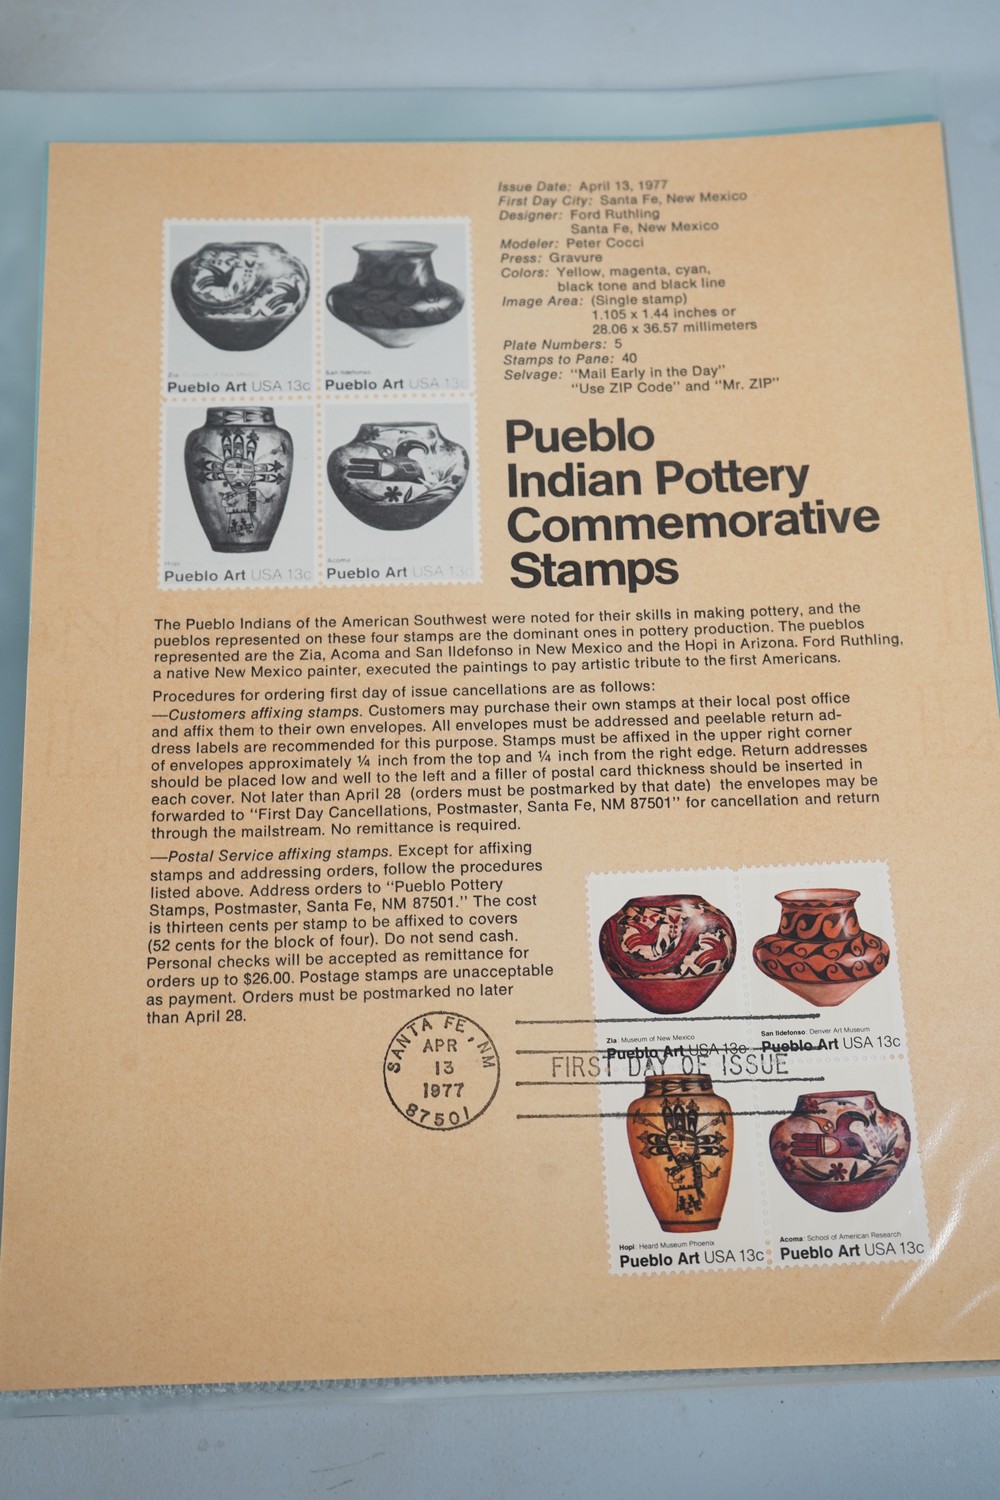 Issue Date: April 13, 1977
First Day City: Santa Fe, New Mexico
Designer: Ford Ruthling
Santa Fe, New Mexico
Modeler: Peter Cocci
Press: Gravure
Colors: Yellow, magenta, cyan,
black tone and black line
Image Area: (Single stamp)
1.105 x 1.44 inches or
28.06 x 36.57 millimeters
Plate Numbers: 5
Stamps to Pane: 40
Selvage: "Mail Early in the Day"
"Use ZIP Code" and "Mr. ZIP"
Zia
Pueblo Art USA 13c
San Ildefonso
Pueblo Art USA 13c
Hopi
Pueblo Art USA 13c
Acoma
Pueblo Art USA 13c
Pueblo
Indian Pottery
Commemorative
Stamps
The Pueblo Indians of the American Southwest were noted for their skills in making pottery, and the
pueblos represented on these four stamps are the dominant ones in pottery production. The pueblos
represented are the Zia, Acoma and San Ildefonso in New Mexico and the Hopi in Arizona. Ford Ruthling,
a native New Mexico painter, executed the paintings to pay artistic tribute to the first Americans.
Procedures for ordering first day of issue cancellations are as follows:
—Customers affixing stamps. Customers may purchase their own stamps at their local post office
and affix them to their own envelopes. All envelopes must be addressed and peelable return ad-
dress labels are recommended for this purpose. Stamps must be affixed in the upper right corner
of envelopes approximately ¼ inch from the top and ¼ inch from the right edge. Return addresses
should be placed low and well to the left and a filler of postal card thickness should be inserted in
each cover. Not later than April 28 (orders must be postmarked by that date) the envelopes may be
forwarded to "First Day Cancellations, Postmaster, Santa Fe, NM 87501" for cancellation and return
through the mailstream. No remittance is required.
—Postal Service affixing stamps. Except for affixing
stamps and addressing orders, follow the procedures
listed above. Address orders to "Pueblo Pottery
Stamps, Postmaster, Santa Fe, NM 87501." The cost
is thirteen cents per stamp to be affixed to covers
(52 cents for the block of four). Do not send cash.
Personal checks will be accepted as remittance for
orders up to $26.00. Postage stamps are unacceptable
as payment. Orders must be postmarked no later
than April 28.
SANTA FE, NM
APR
13
1977
87501
FIRST DAY OF ISSUE
Zia: Museum of New Mexico
Pueblo Art USA 13c
San Ildefonso: Denver Art Museum
Pueblo Art USA 13c
Hopi: Heard Museum Phoenix
Pueblo Art USA 13c
Acoma: School of American Research
Pueblo Art USA 13c